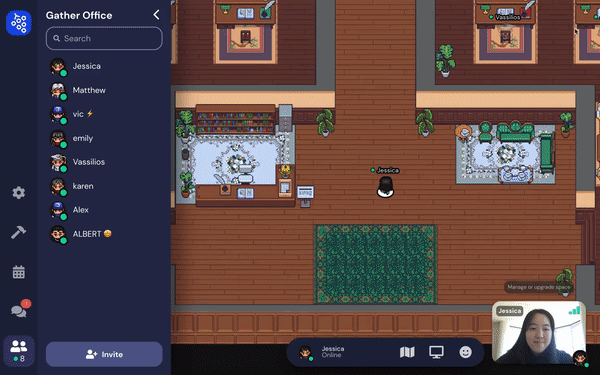 Gather Office
Search
Jessica
Matthew
vic
emily
Vassilios
karen
Alex
ALBERT
8
Invite
Vassilios
Jessica
Manage or upgrade space
Jessica
Jessica
Online